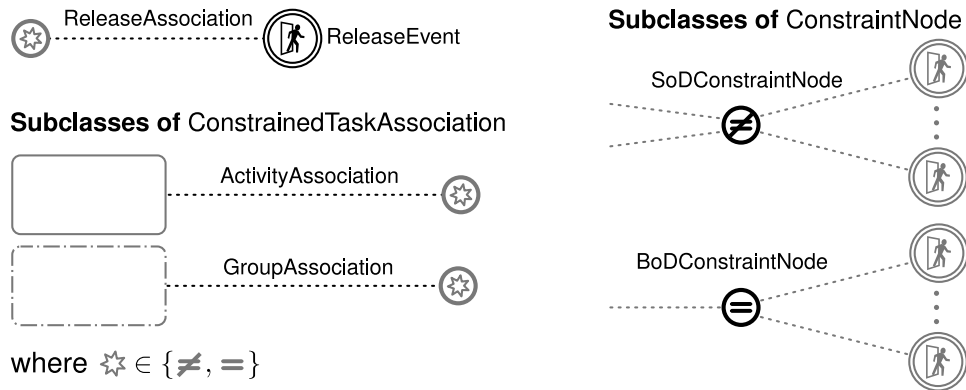 ReleaseAssociation
ReleaseEvent
Subclasses of ConstrainedTaskAssociation
ActivityAssociation
GroupAssociation
where ✵ ∈ {≠, =}
Subclasses of ConstraintNode
SoDConstraintNode
≠
BoDConstraintNode
=